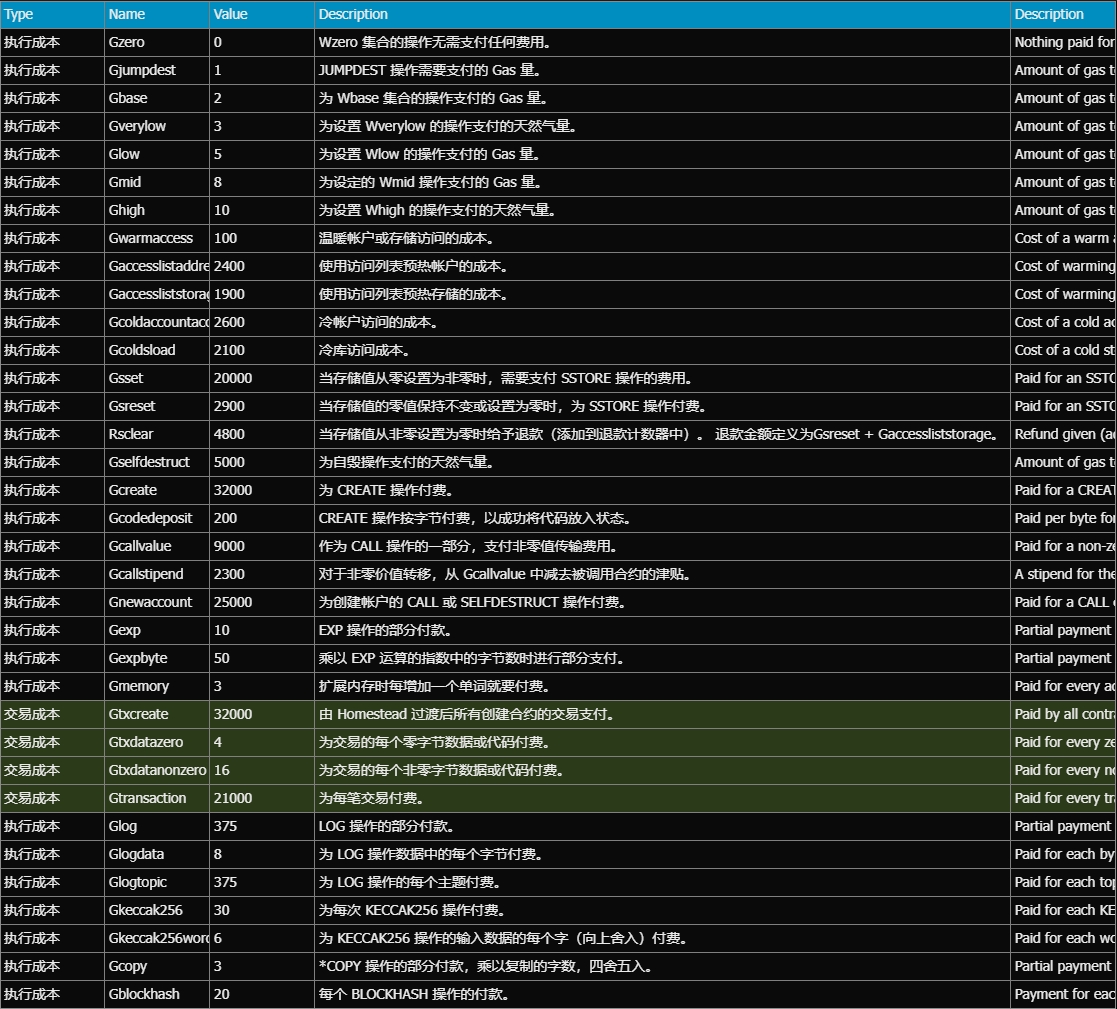 Type Name Value Description Description
执行成本 Gzero 0 Wzero 集合的操作无需支付任何费用。 Nothing paid for
执行成本 Gjumpdest 1 JUMPDEST 操作需要支付的 Gas 量。 Amount of gas t
执行成本 Gbase 2 为 Wbase 集合的操作支付的 Gas 量。 Amount of gas t
执行成本 Gverylow 3 为设置 Wverylow 的操作支付的天然气量。 Amount of gas t
执行成本 Glow 5 为设置 Wlow 的操作支付的 Gas 量。 Amount of gas t
执行成本 Gmid 8 为设定的 Wmid 操作支付的 Gas 量。 Amount of gas t
执行成本 Ghigh 10 为设置 Whigh 的操作支付的天然气量。 Amount of gas t
执行成本 Gwarmaccess 100 温暖帐户或存储访问的成本。 Cost of a warm a
执行成本 Gaccesslistaddre 2400 使用访问列表预热帐户的成本。 Cost of warming
执行成本 Gaccessliststorag 1900 使用访问列表预热存储的成本。 Cost of warming
执行成本 Gcoldaccountacc 2600 冷帐户访问的成本。 Cost of a cold ac
执行成本 Gcoldsload 2100 冷库访问成本。 Cost of a cold st
执行成本 Gsset 20000 当存储值从零设置为非零时，需要支付 SSTORE 操作的费用。 Paid for an SSTO
执行成本 Gsreset 2900 当存储值的零值保持不变或设置为零时，为 SSTORE 操作付费。 Paid for an SSTO
执行成本 Rsclear 4800 当存储值从非零设置为零时给予退款（添加到退款计数器中）。 退款金额定义为Gsreset + Gaccessliststorage。 Refund given (ad
执行成本 Gselfdestruct 5000 为自毁操作支付的天然气量。 Amount of gas t
执行成本 Gcreate 32000 为 CREATE 操作付费。 Paid for a CREAT
执行成本 Gcodedeposit 200 CREATE 操作按字节付费，以成功将代码放入状态。 Paid per byte for
执行成本 Gcallvalue 9000 作为 CALL 操作的一部分，支付非零值传输费用。 Paid for a non-ze
执行成本 Gcallstipend 2300 对于非零价值转移，从 Gcallvalue 中减去被调用合约的津贴。 A stipend for the
执行成本 Gnewaccount 25000 为创建帐户的 CALL 或 SELFDESTRUCT 操作付费。 Paid for a CALL
执行成本 Gexp 10 EXP 操作的部分付款。 Partial payment
执行成本 Gexpbyte 50 乘以 EXP 运算的指数中的字节数时进行部分支付。 Partial payment
执行成本 Gmemory 3 扩展内存时每增加一个单词就要付费。 Paid for every ad
交易成本 Gtxcreate 32000 由 Homestead 过渡后所有创建合约的交易支付。 Paid by all contra
交易成本 Gtxdatazero 4 为交易的每个零字节数据或代码付费。 Paid for every ze
交易成本 Gtxdatanonzero 16 为交易的每个非零字节数据或代码付费。 Paid for every no
交易成本 Gtransaction 21000 为每笔交易付费。 Paid for every tra
执行成本 Glog 375 LOG 操作的部分付款。 Partial payment
执行成本 Glogdata 8 为 LOG 操作数据中的每个字节付费。 Paid for each by
执行成本 Glogtopic 375 为 LOG 操作的每个主题付费。 Paid for each top
执行成本 Gkeccak256 30 为每次 KECCAK256 操作付费。 Paid for each KE
执行成本 Gkeccak256word 6 为 KECCAK256 操作的输入数据的每个字（向上舍入）付费。 Paid for each wo
执行成本 Gcopy 3 *COPY 操作的部分付款，乘以复制的字数，四舍五入。 Partial payment
执行成本 Gblockhash 20 每个 BLOCKHASH 操作的付款。 Payment for eac